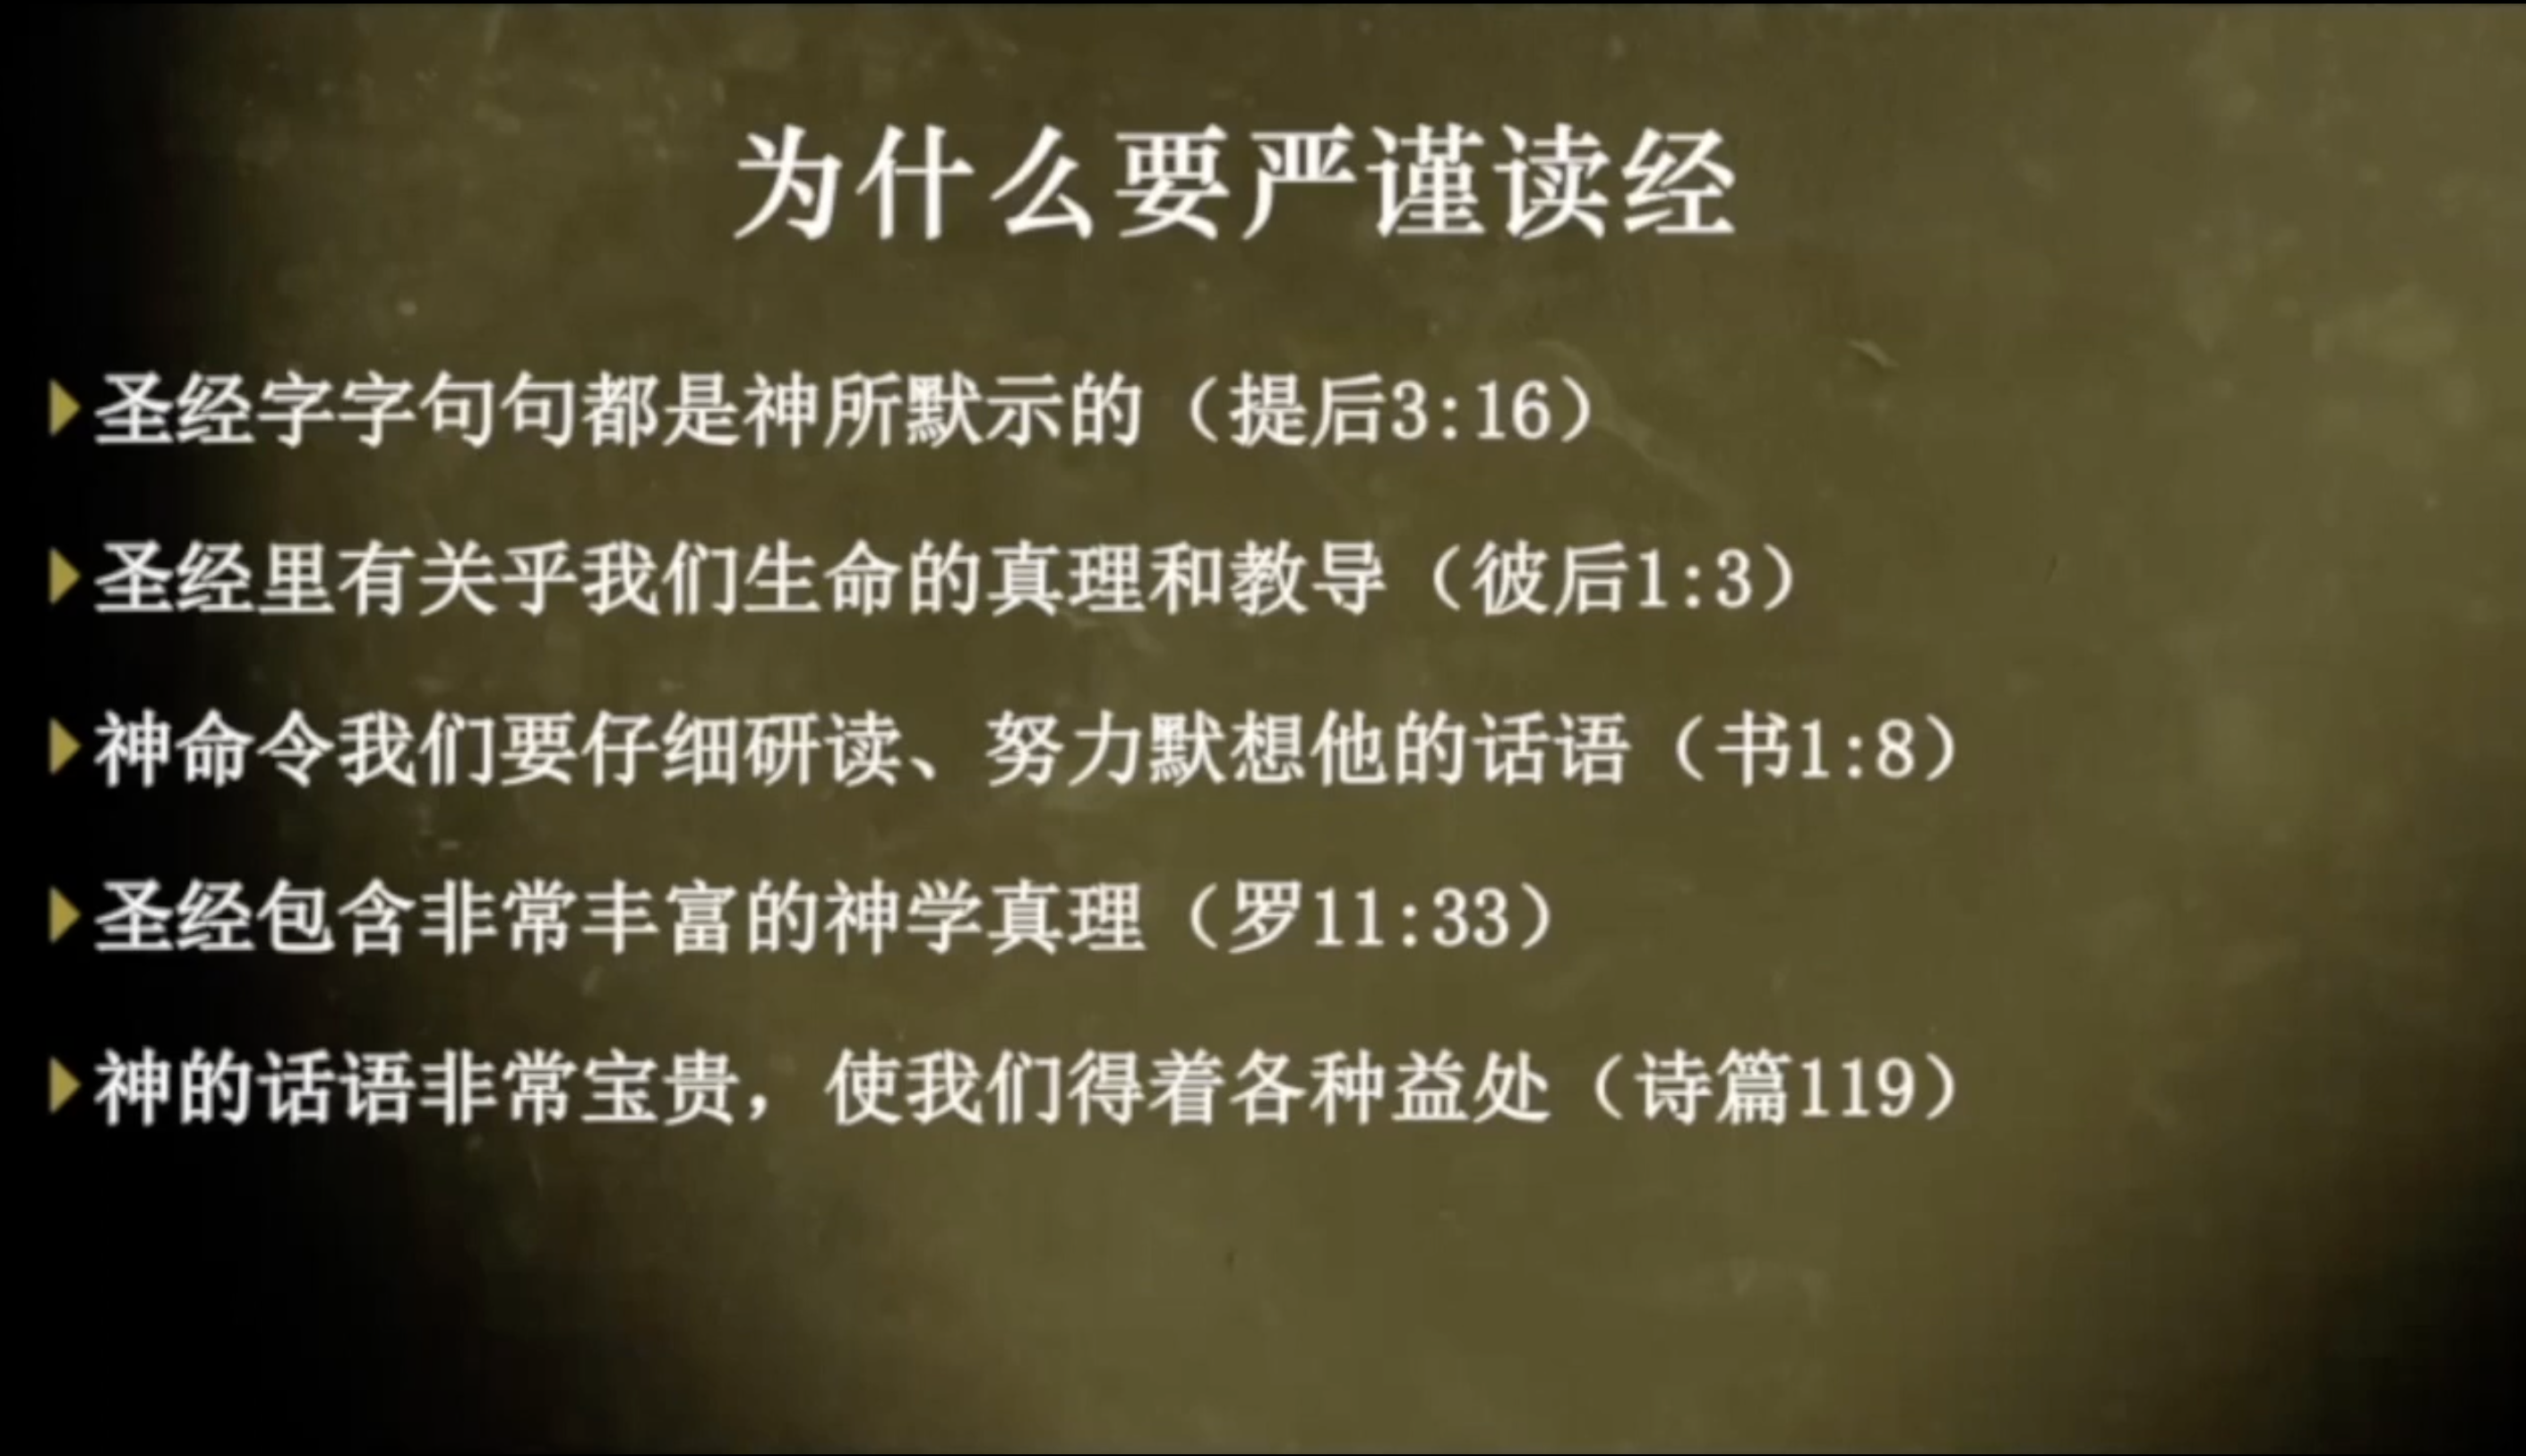 为什么要严谨读经
圣经字字句句都是神所默示的（提后3:16）
圣经里有关乎我们生命的真理和教导（彼后1:3）
神命令我们要仔细研读、努力默想他的话语（书1:8）
圣经包含非常丰富的神学真理（罗11:33）
神的话语非常宝贵，使我们得着各种益处（诗篇119）